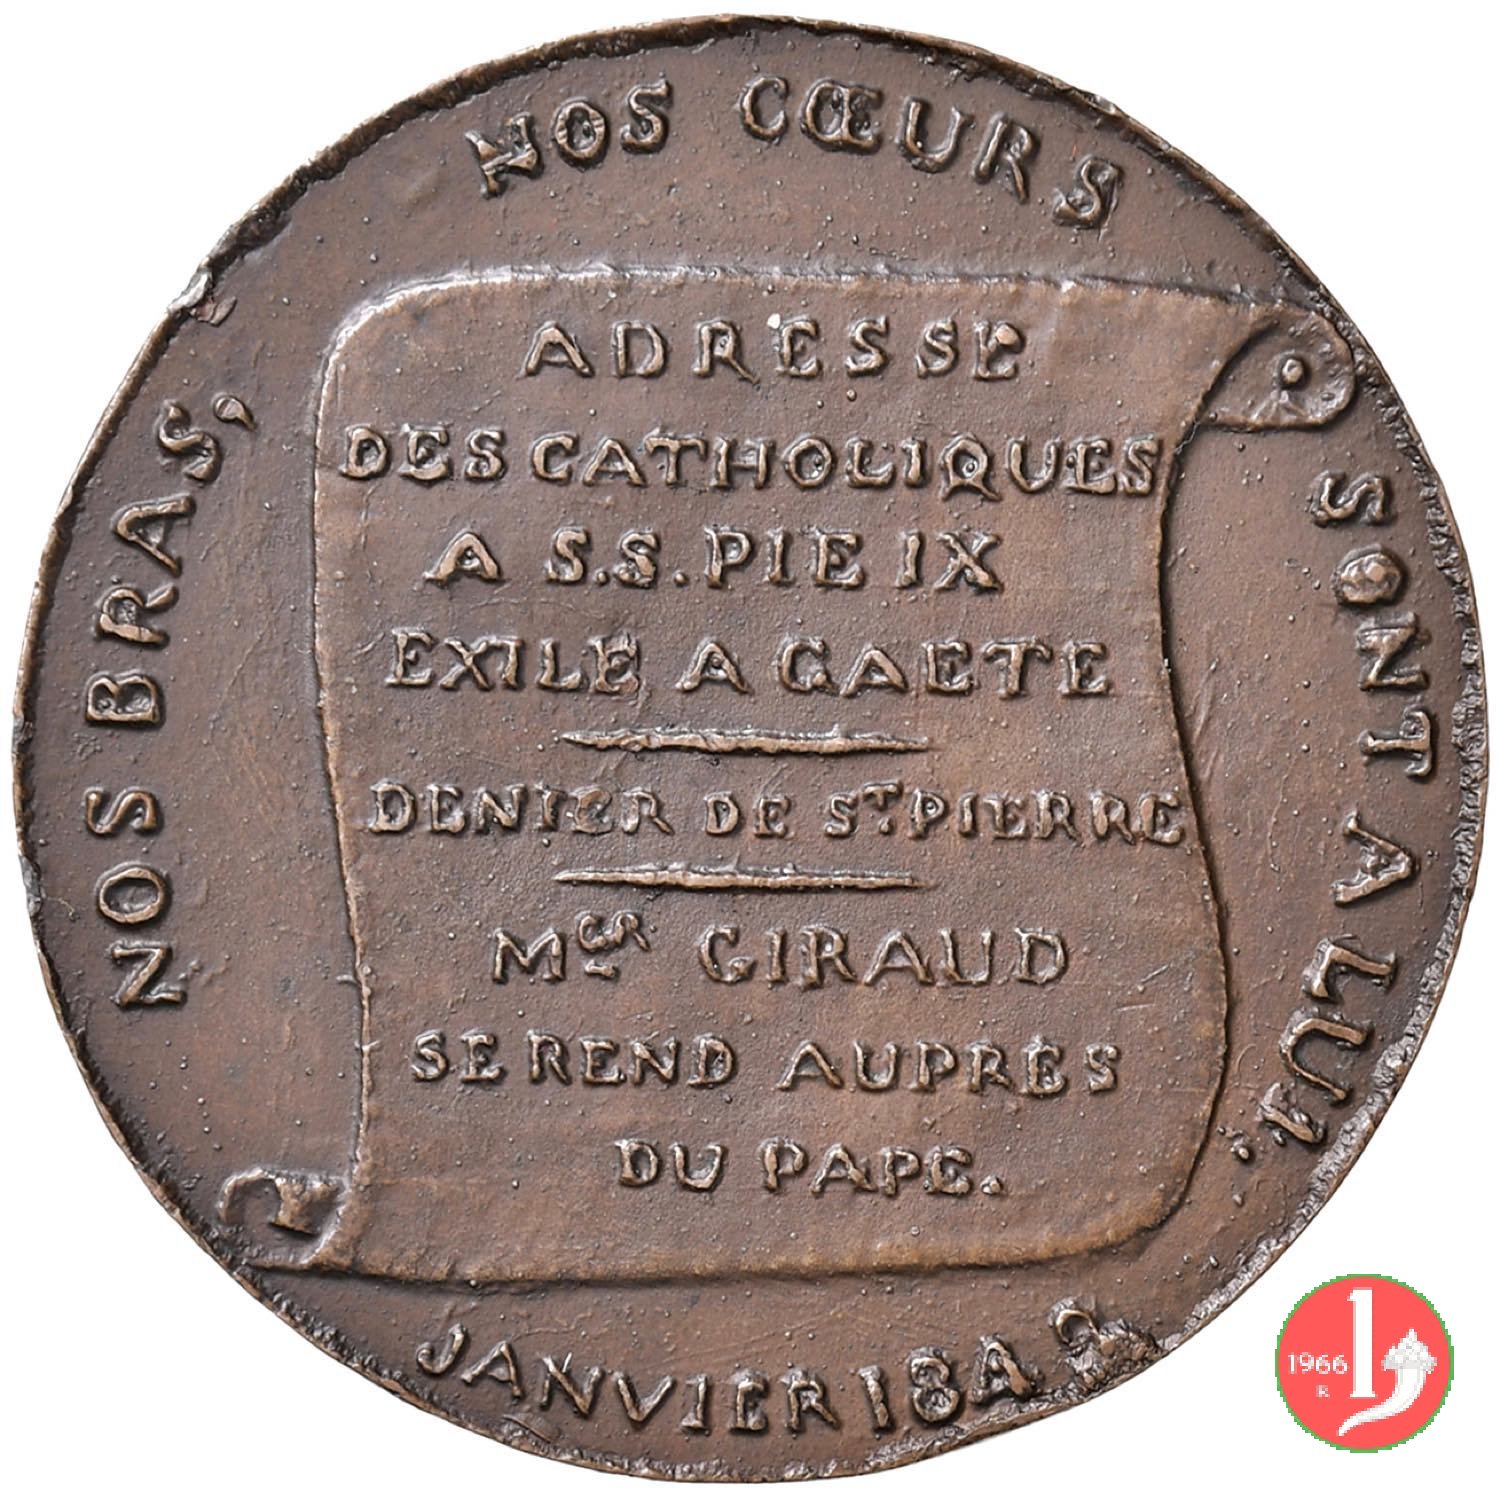 NOS BRAS, NOS CŒURS SONT A LUI.
ADRESSE
DES CATHOLIQUES
A S.S. PIE IX
EXILE A GAETE
DENIER DE ST. PIERRE
MGR. GIRAUD
SE REND AUPRES
DU PAPE.
JANVIER 184
1966
R